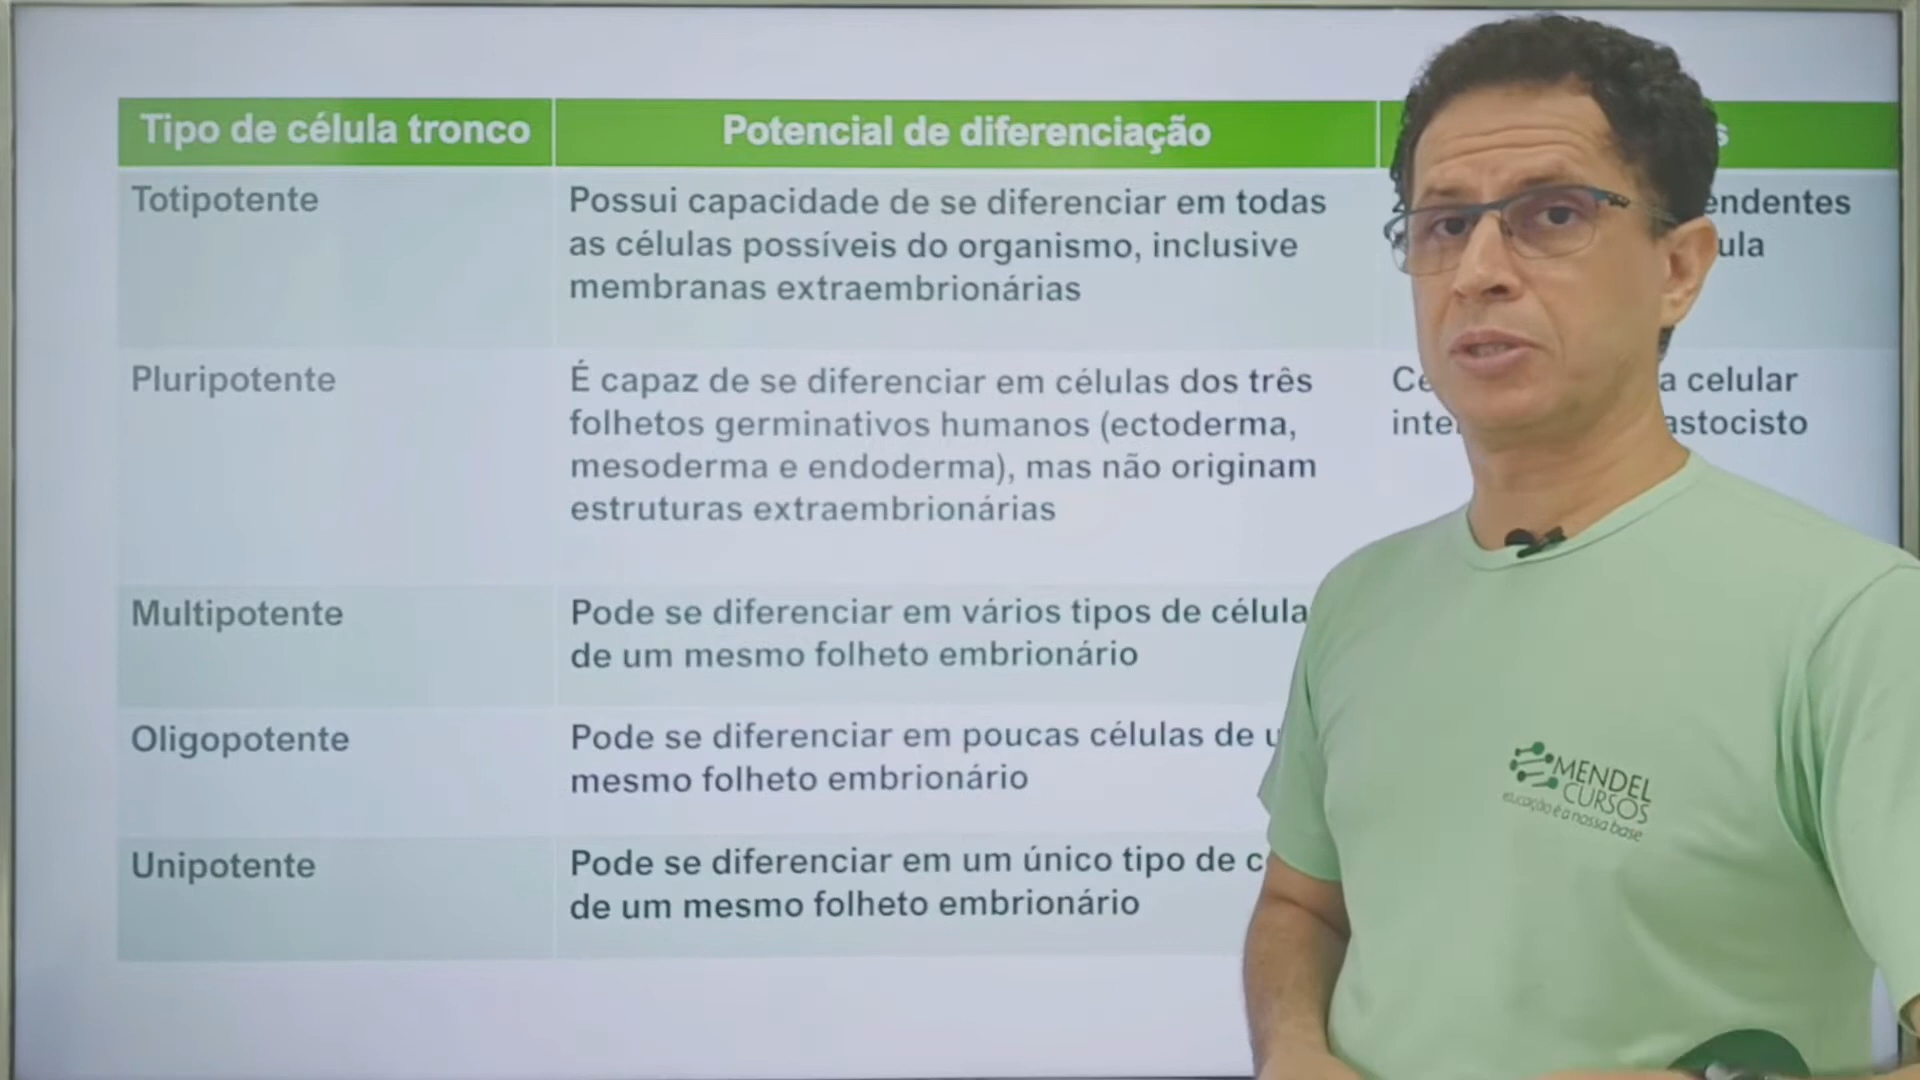 Tipo de célula tronco
Potencial de diferenciação
Totipotente
Possui capacidade de se diferenciar em todas
as células possíveis do organismo, inclusive
membranas extraembrionárias
Pluripotente
É capaz de se diferenciar em células dos três
folhetos germinativos humanos (ectoderma,
mesoderma e endoderma), mas não originam
estruturas extraembrionárias
a celular
Multipotente
Pode se diferenciar em vários tipos de célula
de um mesmo folheto embrionário
Oligopotente
Pode se diferenciar em poucas células de
mesmo folheto embrionário
Unipotente
Pode se diferenciar em um único tipo de
de um mesmo folheto embrionário
MENDEL
CURSOS
educação é a nossa base